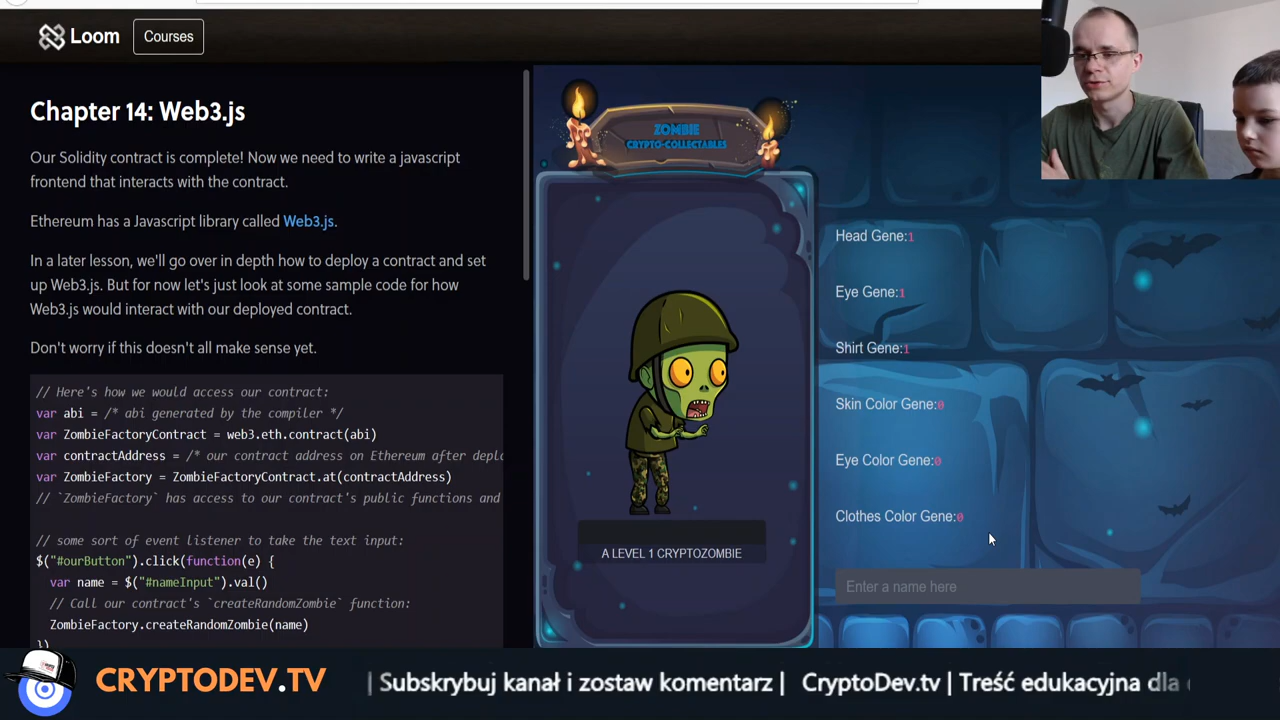 Loom
Courses
Chapter 14: Web3.js
Our Solidity contract is complete! Now we need to write a javascript
frontend that interacts with the contract.
Ethereum has a Javascript library called Web3.js.
In a later lesson, we'll go over in depth how to deploy a contract and set
up Web3.js. But for now let's just look at some sample code for how
Web3.js would interact with our deployed contract.
Don't worry if this doesn't all make sense yet.
// Here's how we would access our contract:
var abi = /* abi generated by the compiler */
var ZombieFactoryContract = web3.eth.contract(abi)
var contractAddress = /* our contract address on Ethereum after deplo
var ZombieFactory = ZombieFactoryContract.at(contractAddress)
// `ZombieFactory` has access to our contract's public functions and
// some sort of event listener to take the text input:
$("#ourButton").click(function(e) {
var name = $("#nameInput").val()
// Call our contract's `createRandomZombie` function:
ZombieFactory.createRandomZombie(name)
})
ZOMBIE
CRYPTO-COLLECTABLES
A LEVEL 1 CRYPTOZOMBIE
Head Gene:1
Eye Gene:1
Shirt Gene:1
Skin Color Gene:0
Eye Color Gene:0
Clothes Color Gene:0
Enter a name here
CRYPTODEV.TV
| Subskrybuj kanał i zostaw komentarz | CryptoDev.tv | Treść edukacyjna dla